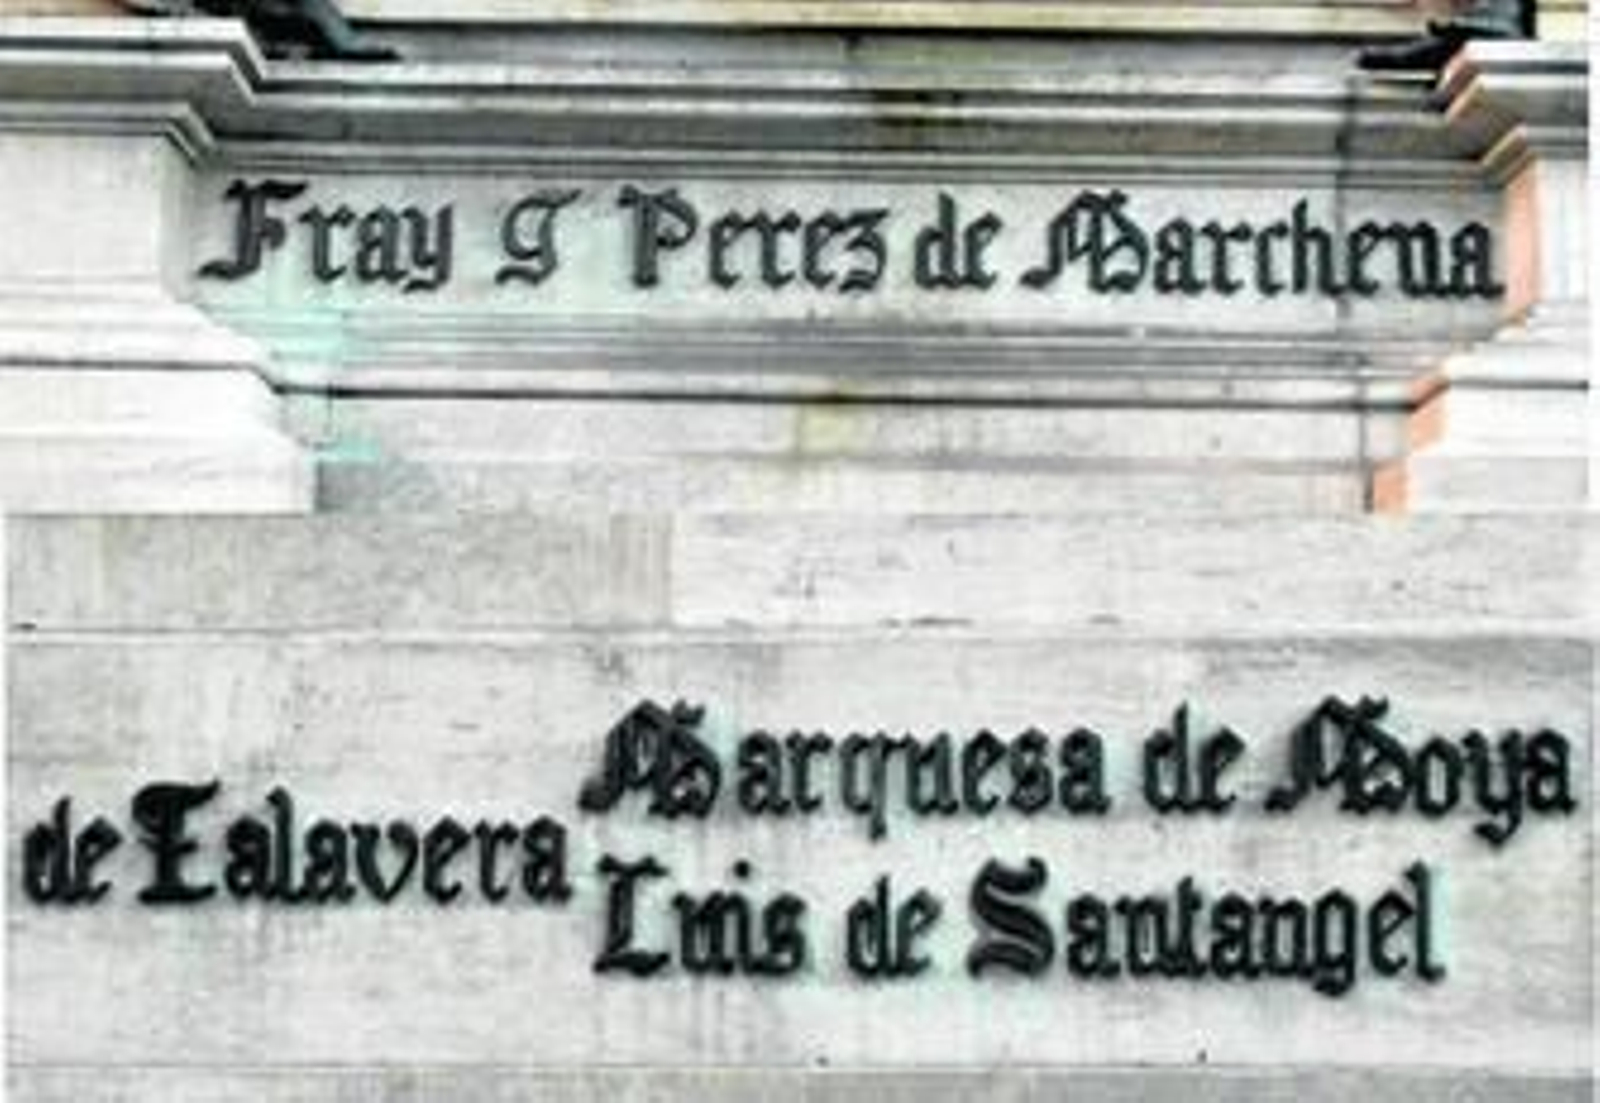 Fray J Perez de Marchena
de Talavera
Marquesa de Moya
Luis de Santangel